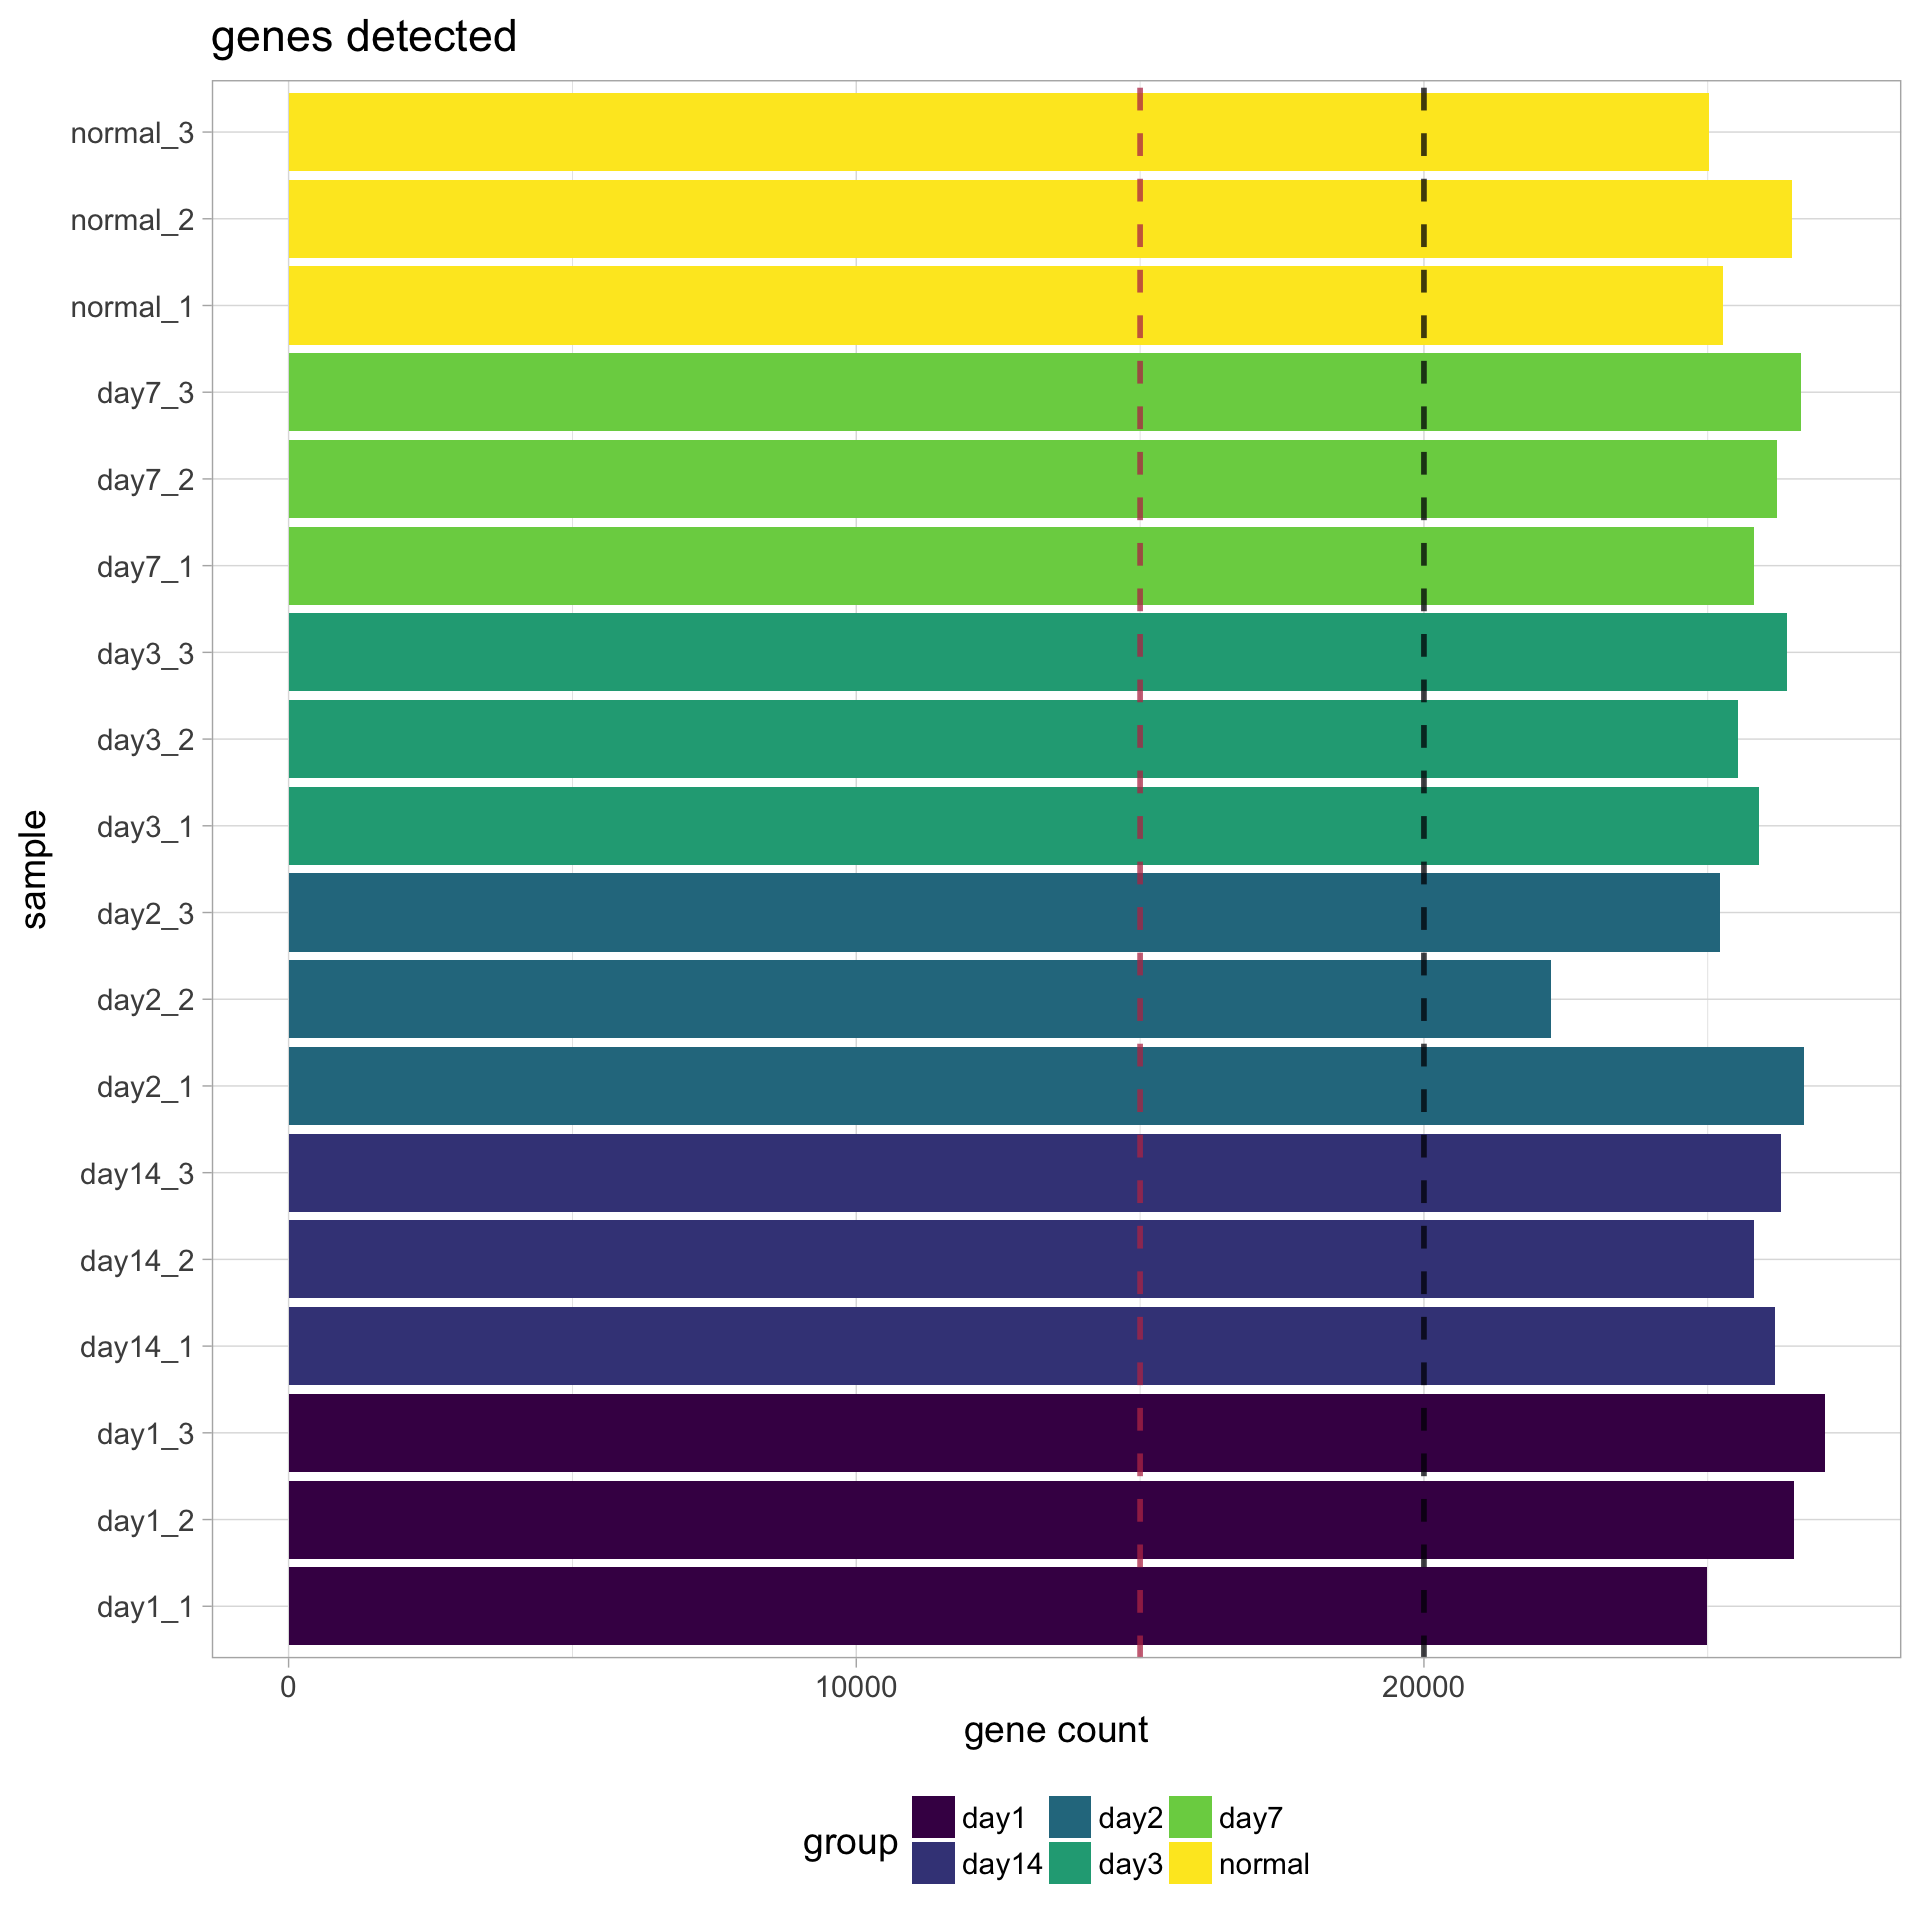 genes detected
normal_3
normal_2
normal_1
day7_3
day7_2
day7_1
day3_3
day3_2
day3_1
day2_3
day2_2
day2_1
day14_3
day14_2
day14_1
day1_3
day1_2
day1_1
sample
0 10000 20000
gene count
group
day1 day2 day7
day14 day3 normal